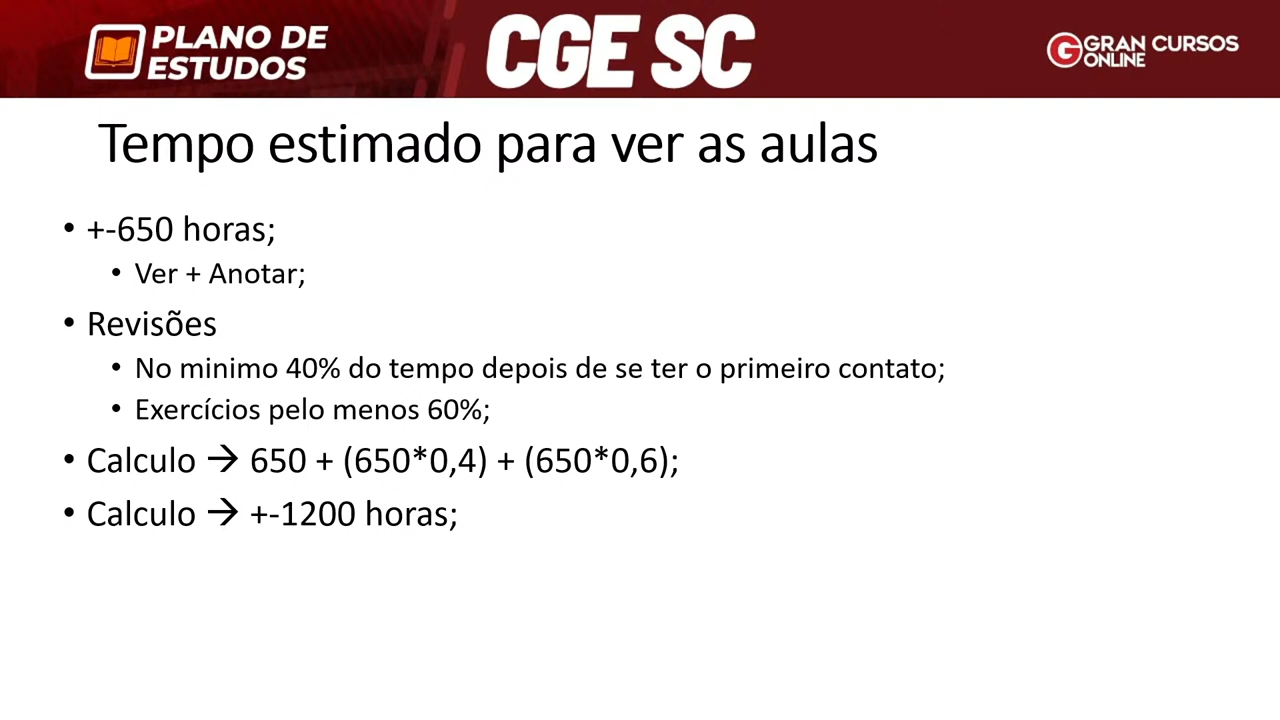 PLANO DE
ESTUDOS
CGE SC
GRAN CURSOS
ONLINE
Tempo estimado para ver as aulas
• +-650 horas;
• Ver + Anotar;
• Revisões
• No minimo 40% do tempo depois de se ter o primeiro contato;
• Exercícios pelo menos 60%;
• Calculo → 650 + (650*0,4) + (650*0,6);
• Calculo → +-1200 horas;